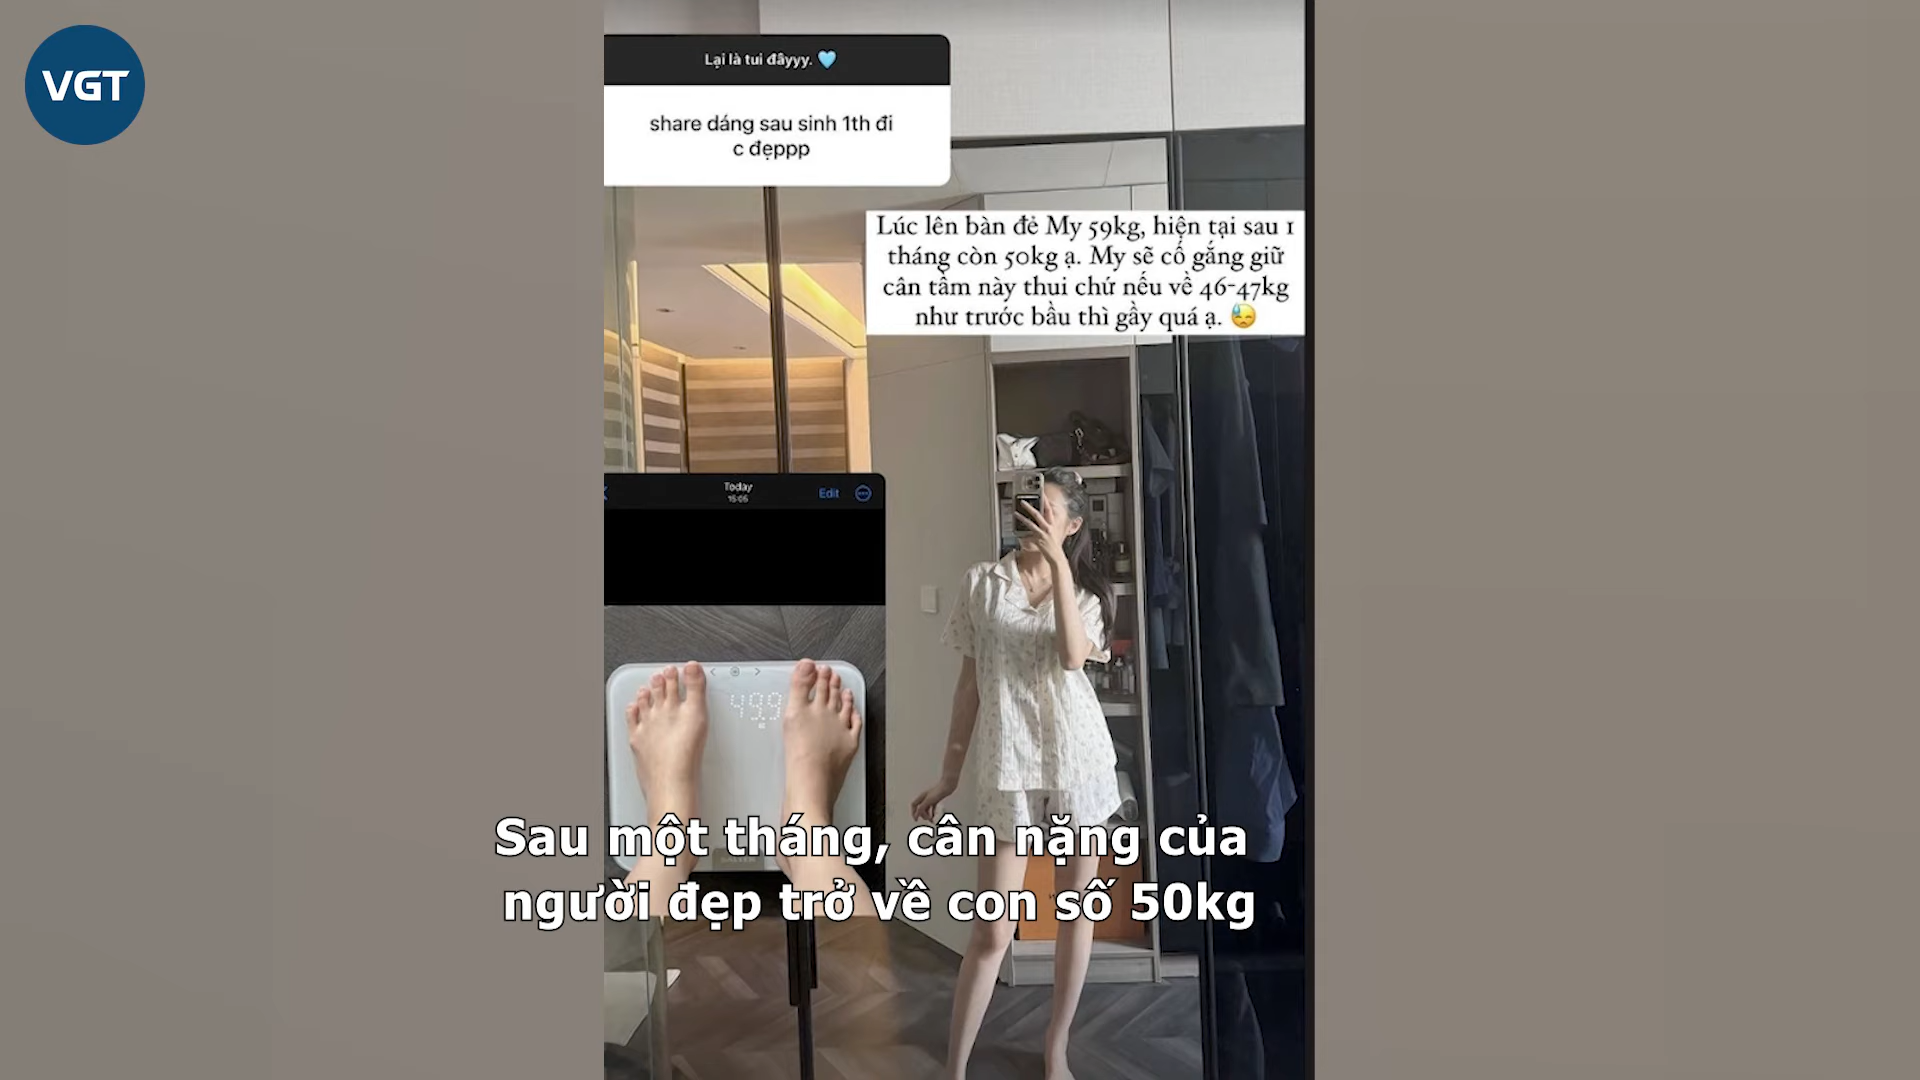 VGT
Lại là tui đâyyy. 🩵
share dáng sau sinh 1th đi
c đẹppp
Lúc lên bàn đẻ My 59kg, hiện tại sau 1
tháng còn 50kg ạ. My sẽ cố gắng giữ
cân tầm này thui chứ nếu về 46-47kg
như trước bầu thì gầy quá ạ. 😓
Today
15:05
Edit
49.9
Sau một tháng, cân nặng của
người đẹp trở về con số 50kg